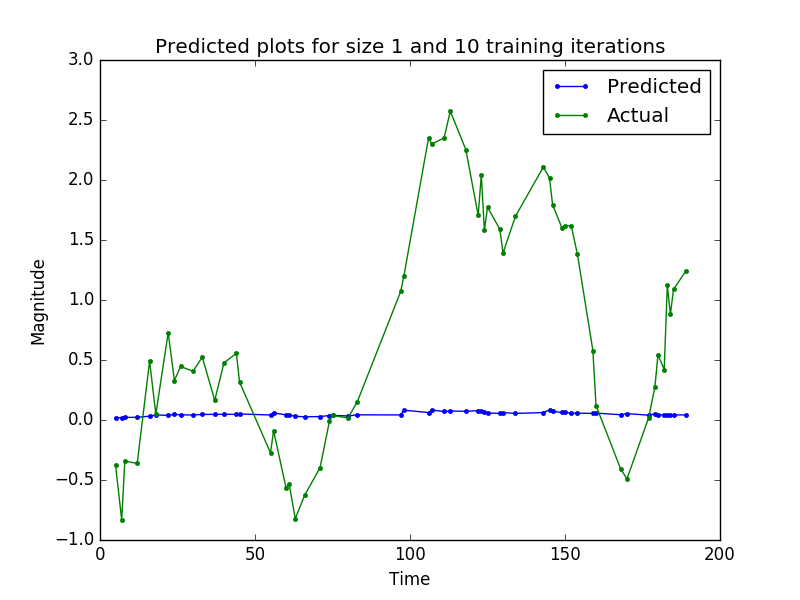 Predicted plots for size 1 and 10 training iterations
3.0
2.5
2.0
1.5
1.0
0.5
0.0
−0.5
−1.0
Magnitude
Predicted
Actual
0 50 100 150 200
Time